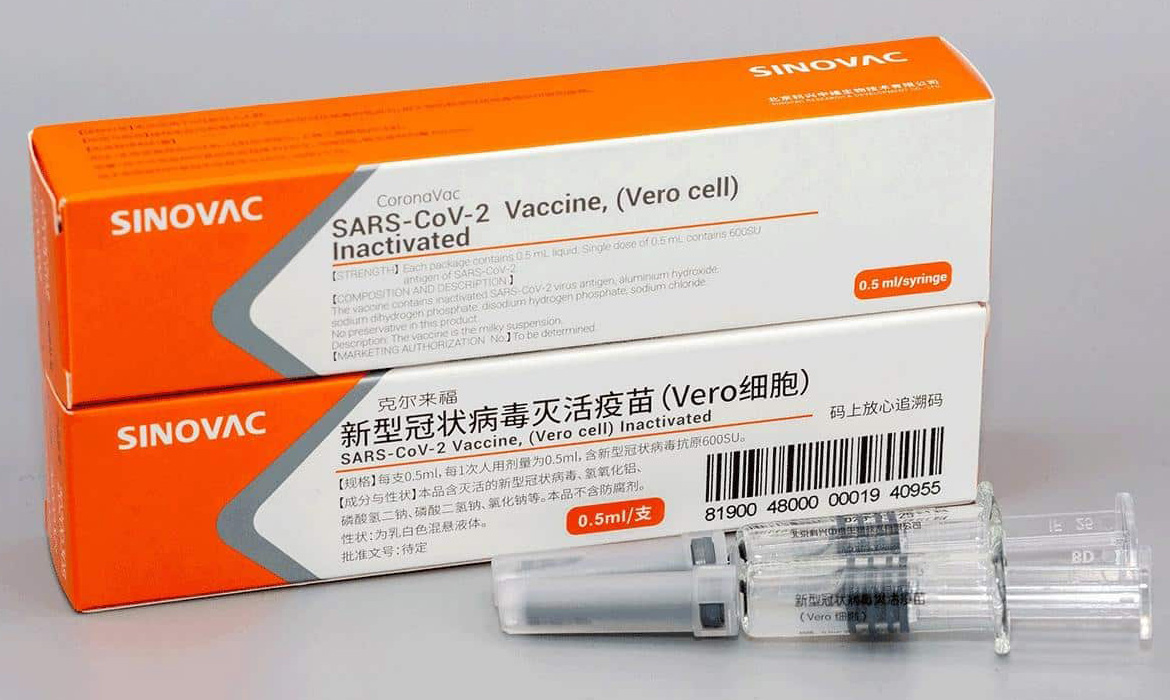 SINOVAC
SINOVAC
CoronaVac
SARS-CoV-2 Vaccine, (Vero cell)
Inactivated
【STRENGTH】Each package contains 0.5 mL liquid. Single dose of 0.5 mL contains 600SU
antigen of SARS-CoV-2.
【COMPOSITION AND DESCRIPTION】
The vaccine contains inactivated SARS-CoV-2 virus antigen, aluminium hydroxide,
sodium dihydrogen phosphate, disodium hydrogen phosphate, sodium chloride.
No preservative in this product.
Description: The vaccine is the milky suspension.
【MARKETING AUTHORIZATION No.】To be determined.
0.5 ml/syringe
SINOVAC
克尔来福
新型冠状病毒灭活疫苗(Vero细胞)
SARS-CoV-2 Vaccine, (Vero cell) Inactivated
【规格】每支0.5ml,每1次人用剂量为0.5ml,含新型冠状病毒抗原600SU。
【成分与性状】本品含灭活的新型冠状病毒、氢氧化铝、
磷酸氢二钠、磷酸二氢钠、氯化钠等。本品不含防腐剂。
性状:为乳白色混悬液体。
批准文号:待定
0.5ml/支
码上放心追溯码
81900 48000 00019 40955
新型冠状病毒灭活疫苗
(Vero 细胞)